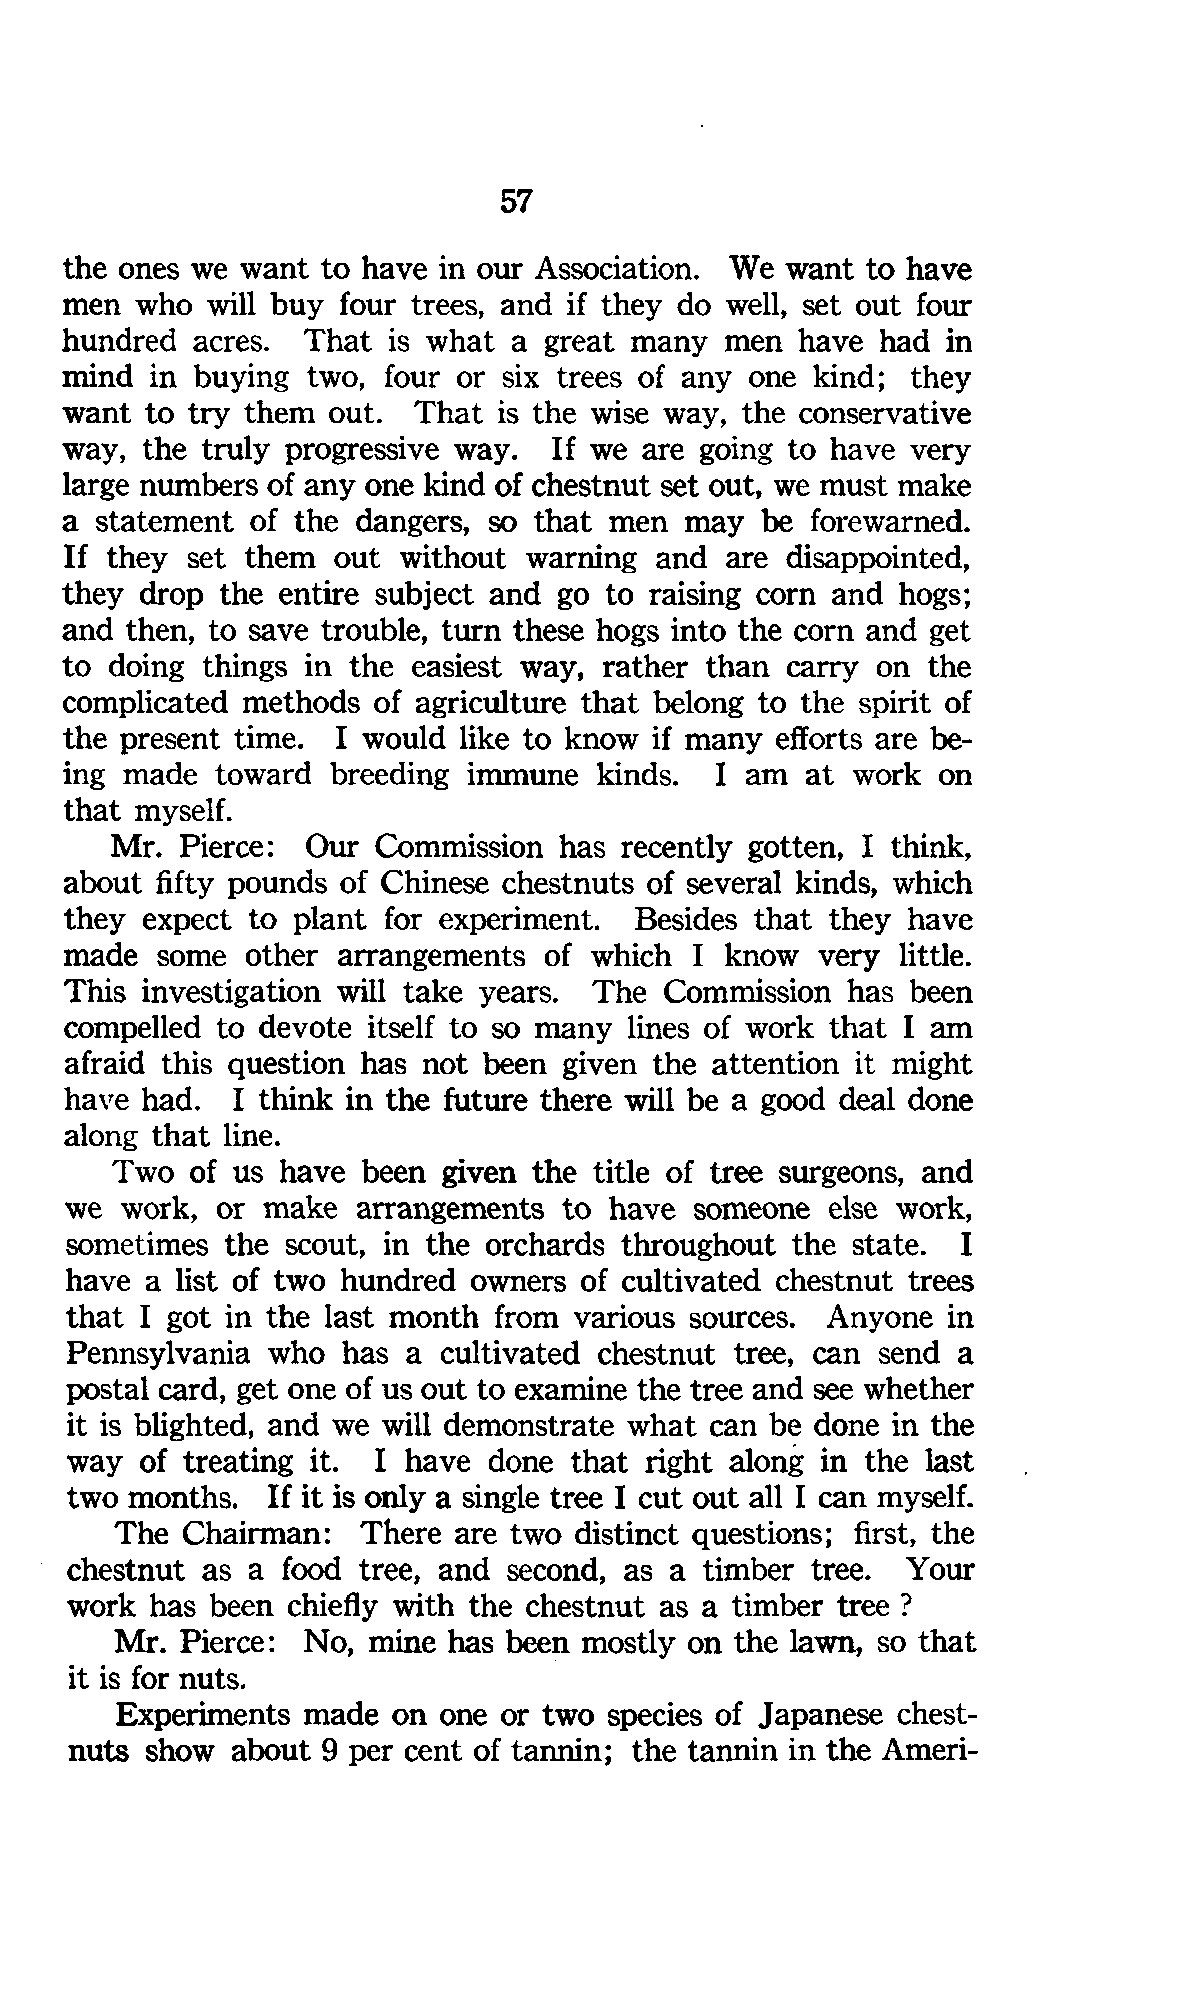 57
the ones we want to have in our Association. We want to have
men who will buy four trees, and if they do well, set out four
hundred acres. That is what a great many men have had in
mind in buying two, four or six trees of any one kind; they
want to try them out. That is the wise way, the conservative
way, the truly progressive way. If we are going to have very
large numbers of any one kind of chestnut set out, we must make
a statement of the dangers, so that men may be forewarned.
If they set them out without warning and are disappointed,
they drop the entire subject and go to raising corn and hogs;
and then, to save trouble, turn these hogs into the corn and get
to doing things in the easiest way, rather than carry on the
complicated methods of agriculture that belong to the spirit of
the present time. I would like to know if many efforts are be-
ing made toward breeding immune kinds. I am at work on
that myself.
Mr. Pierce: Our Commission has recently gotten, I think,
about fifty pounds of Chinese chestnuts of several kinds, which
they expect to plant for experiment. Besides that they have
made some other arrangements of which I know very little.
This investigation will take years. The Commission has been
compelled to devote itself to so many lines of work that I am
afraid this question has not been given the attention it might
have had. I think in the future there will be a good deal done
along that line.
Two of us have been given the title of tree surgeons, and
we work, or make arrangements to have someone else work,
sometimes the scout, in the orchards throughout the state. I
have a list of two hundred owners of cultivated chestnut trees
that I got in the last month from various sources. Anyone in
Pennsylvania who has a cultivated chestnut tree, can send a
postal card, get one of us out to examine the tree and see whether
it is blighted, and we will demonstrate what can be done in the
way of treating it. I have done that right along in the last
two months. If it is only a single tree I cut out all I can myself.
The Chairman: There are two distinct questions; first, the
chestnut as a food tree, and second, as a timber tree. Your
work has been chiefly with the chestnut as a timber tree ?
Mr. Pierce: No, mine has been mostly on the lawn, so that
it is for nuts.
Experiments made on one or two species of Japanese chest-
nuts show about 9 per cent of tannin; the tannin in the Ameri-